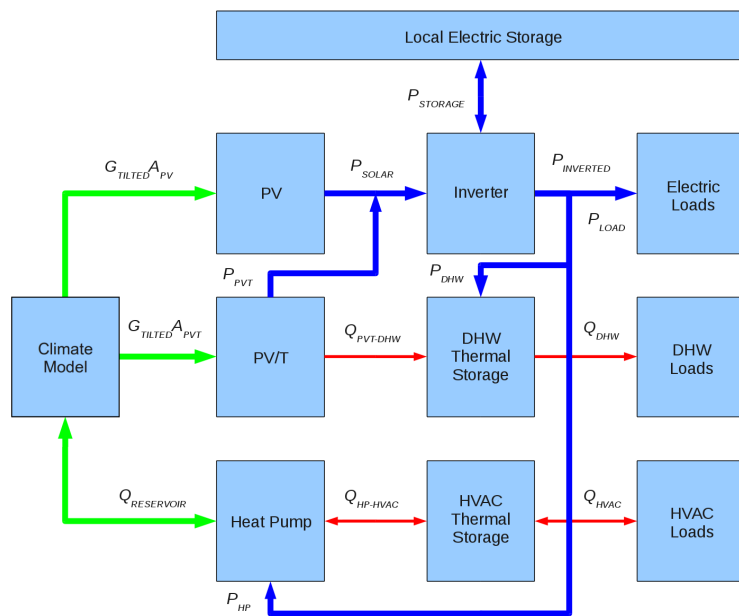 Local Electric Storage
P_STORAGE
G_TILTED A_PV
P_SOLAR
P_INVERTED
PV
Inverter
Electric
Loads
P_LOAD
P_PVT
P_DHW
G_TILTED A_PVT
Q_PVT-DHW
Q_DHW
Climate
Model
PV/T
DHW
Thermal
Storage
DHW
Loads
Q_RESERVOIR
Q_HP-HVAC
Q_HVAC
Heat Pump
HVAC
Thermal
Storage
HVAC
Loads
P_HP